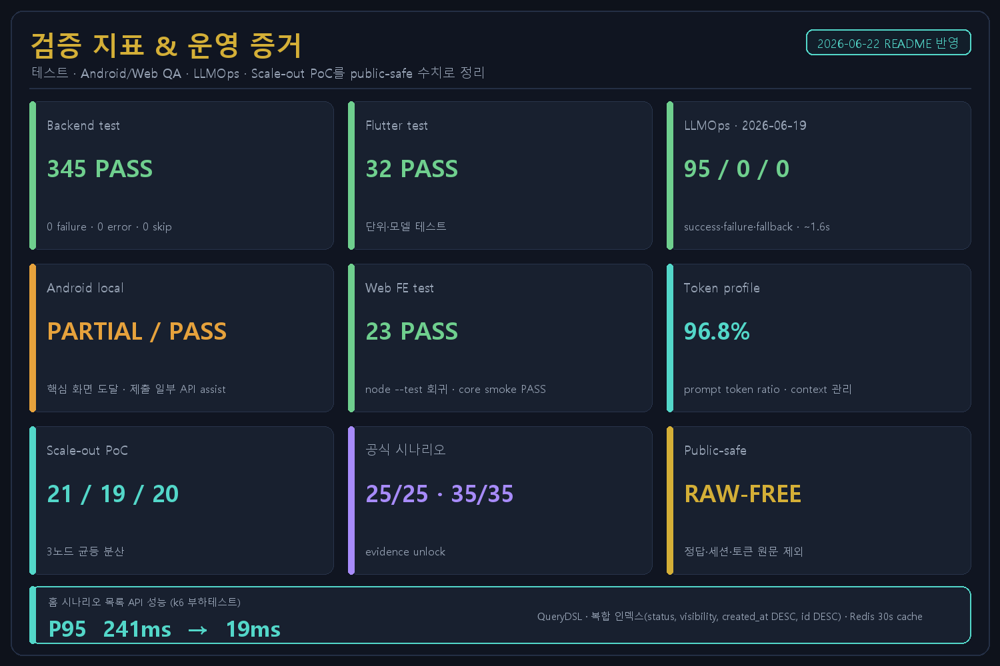 검증 지표 & 운영 증거
2026-06-22 README 반영
테스트 · Android/Web QA · LLMOps · Scale-out PoC를 public-safe 수치로 정리
Backend test
345 PASS
0 failure · 0 error · 0 skip
Flutter test
32 PASS
단위·모델 테스트
LLMOps · 2026-06-19
95 / 0 / 0
success·failure·fallback · ~1.6s
Android local
PARTIAL / PASS
핵심 화면 도달 · 제출 일부 API assist
Web FE test
23 PASS
node --test 회귀 · core smoke PASS
Token profile
96.8%
prompt token ratio · context 관리
Scale-out PoC
21 / 19 / 20
3노드 균등 분산
공식 시나리오
25/25 · 35/35
evidence unlock
Public-safe
RAW-FREE
정답·세션·토큰 원문 제외
홈 시나리오 목록 API 성능 (k6 부하테스트)
P95 241ms → 19ms
QueryDSL · 복합 인덱스(status, visibility, created_at DESC, id DESC) · Redis 30s cache